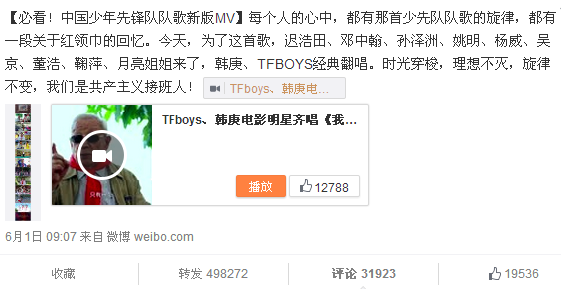 【必看！中国少年先锋队队歌新版MV】每个人的心中，都有那首少先队队歌的旋律，都有
一段关于红领巾的回忆。今天，为了这首歌，迟浩田、邓中翰、孙泽洲、姚明、杨威、吴
京、董浩、鞠萍、月亮姐姐来了，韩庚、TFBOYS经典翻唱。时光穿梭，理想不灭，旋律
不变，我们是共产主义接班人！ TFboys、韩庚电...
TFboys、韩庚电影明星齐唱《我...
播放 12788
6月1日 09:07 来自 微博 weibo.com
收藏 转发 498272 评论 31923 19536